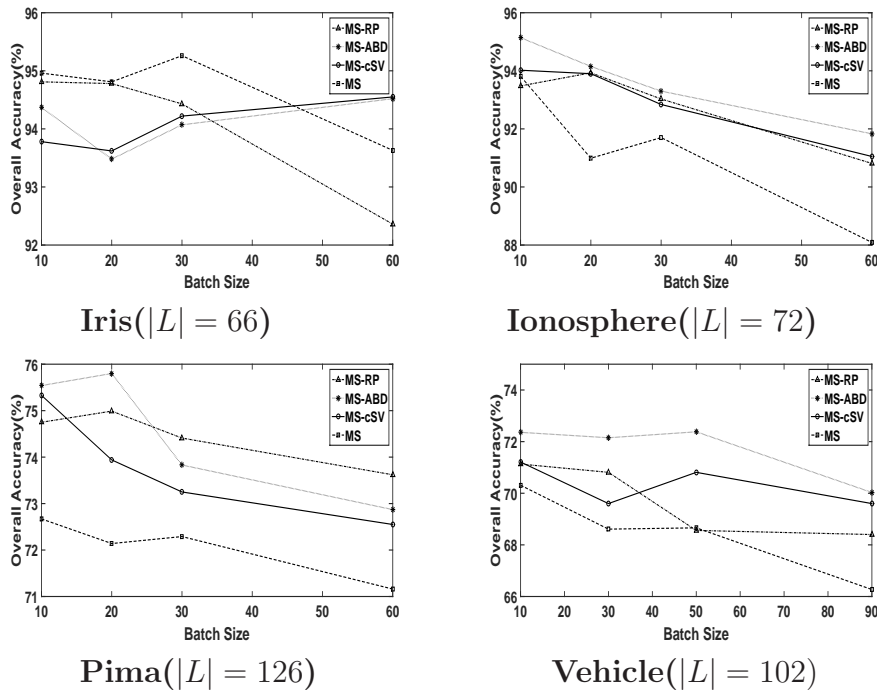 96
95
94
93
92
Overall Accuracy(%)
10 20 30 40 50 60
Batch Size
MS-RP
MS-ABD
MS-cSV
MS
Iris(|L| = 66)
96
94
92
90
88
Overall Accuracy(%)
10 20 30 40 50 60
Batch Size
MS-RP
MS-ABD
MS-cSV
MS
Ionosphere(|L| = 72)
76
75
74
73
72
71
Overall Accuracy(%)
10 20 30 40 50 60
Batch Size
MS-RP
MS-ABD
MS-cSV
MS
Pima(|L| = 126)
74
72
70
68
66
Overall Accuracy(%)
10 20 30 40 50 60 70 80 90
Batch Size
MS-RP
MS-ABD
MS-cSV
MS
Vehicle(|L| = 102)